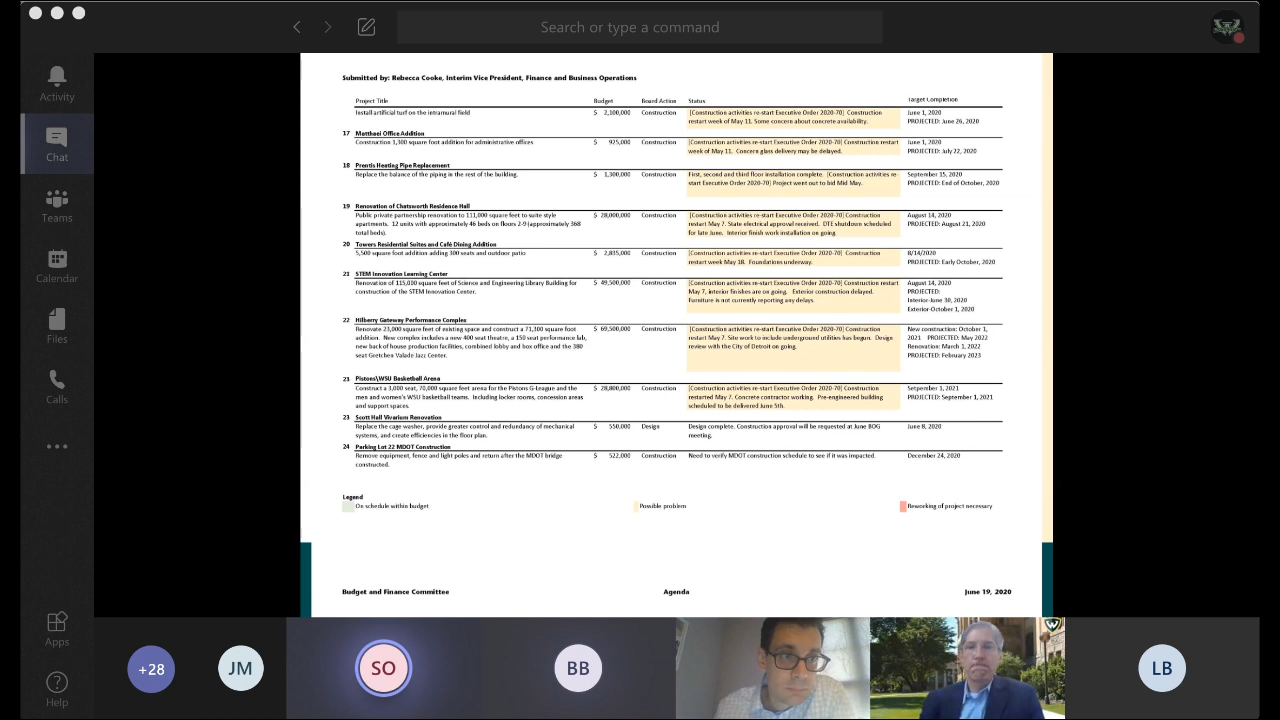 Search or type a command
Activity
Chat
Teams
Calendar
Files
Calls
Apps
Help
Submitted by: Rebecca Cooke, Interim Vice President, Finance and Business Operations
Project Title Budget Board Action Status Target Completion
Install artificial turf on the intramural field $ 2,100,000 Construction [Construction activities re-start Executive Order 2020-70] Construction June 1, 2020
restart week of May 11. Some concern about concrete availability. PROJECTED: June 26, 2020
17 Matthaei Office Addition
Construction 1,300 square foot addition for administrative offices. $ 925,000 Construction [Construction activities re-start Executive Order 2020-70] Construction restart June 1, 2020
week of May 11. Concern glass delivery may be delayed. PROJECTED: July 22, 2020
18 Prentis Heating Pipe Replacement
Replace the balance of the piping in the rest of the building. $ 1,300,000 Construction First, second and third floor installation complete. [Construction activities re- September 15, 2020
start Executive Order 2020-70] Project went out to bid Mid May. PROJECTED: End of October, 2020
19 Renovation of Chatsworth Residence Hall
Public private partnership renovation to 111,000 square feet to suite style $ 28,000,000 Construction [Construction activities re-start Executive Order 2020-70] Construction August 14, 2020
apartments. 12 units with approximately 46 beds on floors 2-9 (approximately 368 restart May 7. State electrical approval received. DTE shutdown scheduled PROJECTED: August 21, 2020
total beds). for late June. Interior finish work installation on going.
20 Towers Residential Suites and Café Dining Addition
5,500 square foot addition adding 300 seats and outdoor patio $ 2,835,000 Construction [Construction activities re-start Executive Order 2020-70] Construction 8/14/2020
restart week May 18. Foundations underway. PROJECTED: Early October, 2020
21 STEM Innovation Learning Center
Renovation of 115,000 square feet of Science and Engineering Library Building for $ 49,500,000 Construction [Construction activities re-start Executive Order 2020-70] Construction restart August 14, 2020
construction of the STEM Innovation Center. May 7, interior finishes are on going. Exterior construction delayed. PROJECTED:
Furniture is not currently reporting any delays. Interior-June 30, 2020
Exterior-October 1, 2020
22 Hilberry Gateway Performance Complex
Renovate 23,000 square feet of existing space and construct a 71,300 square foot $ 69,500,000 Construction [Construction activities re-start Executive Order 2020-70] Construction New construction: October 1,
addition. New complex includes a new 400 seat theatre, a 150 seat performance lab, restart May 7. Site work to include underground utilities has begun. Design 2021 PROJECTED: May 2022
new back of house production facilities, combined lobby and box office and the 380 review with the City of Detroit on going. Renovation: March 1, 2022
seat Gretchen Valade Jazz Center. PROJECTED: February 2023
23 Pistons\WSU Basketball Arena
Construct a 3,000 seat, 70,000 square feet arena for the Pistons G-League and the $ 28,800,000 Construction [Construction activities re-start Executive Order 2020-70] Construction Setpember 1, 2021
men and women's WSU basketball teams. Including locker rooms, concession areas restarted May 7. Concrete contractor working. Pre-engineered building PROJECTED: September 1, 2021
and support spaces. scheduled to be delivered June 5th.
23 Scott Hall Vivarium Renovation
Replace the cage washer, provide greater control and redundancy of mechanical $ 550,000 Design Design complete. Construction approval will be requested at June BOG June 8, 2020
systems, and create efficiencies in the floor plan. meeting.
24 Parking Lot 22 MDOT Construction
Remove equipment, fence and light poles and return after the MDOT bridge $ 522,000 Construction Need to verify MDOT construction schedule to see if it was impacted. December 24, 2020
constructed.
Legend
On schedule within budget Possible problem Reworking of project necessary
Budget and Finance Committee Agenda June 19, 2020
+28 JM SO BB LB
W